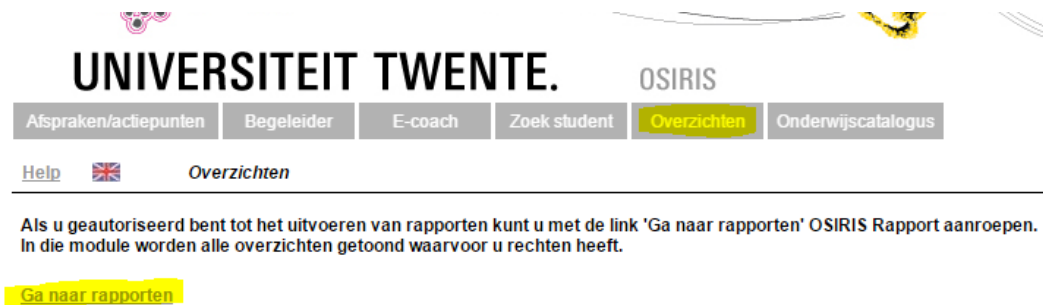 UNIVERSITEIT TWENTE. OSIRIS
Afspraken/actiepunten Begeleider E-coach Zoek student Overzichten Onderwijscatalogus
Help Overzichten
Als u geautoriseerd bent tot het uitvoeren van rapporten kunt u met de link 'Ga naar rapporten' OSIRIS Rapport aanroepen.
In die module worden alle overzichten getoond waarvoor u rechten heeft.
Ga naar rapporten